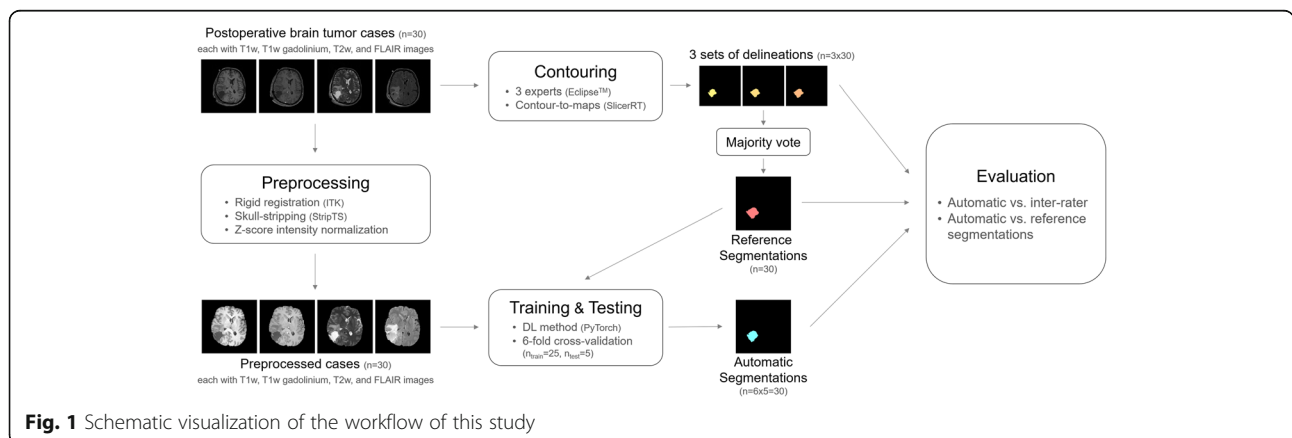 Postoperative brain tumor cases (n=30)
each with T1w, T1w gadolinium, T2w, and FLAIR images
Contouring
• 3 experts (Eclipse™)
• Contour-to-maps (SlicerRT)
3 sets of delineations (n=3x30)
Majority vote
Preprocessing
• Rigid registration (ITK)
• Skull-stripping (StripTS)
• Z-score intensity normalization
Reference
Segmentations
(n=30)
Evaluation
• Automatic vs. inter-rater
• Automatic vs. reference
segmentations
Preprocessed cases (n=30)
each with T1w, T1w gadolinium, T2w, and FLAIR images
Training & Testing
• DL method (PyTorch)
• 6-fold cross-validation
(ntrain=25, ntest=5)
Automatic
Segmentations
(n=6x5=30)
Fig. 1 Schematic visualization of the workflow of this study